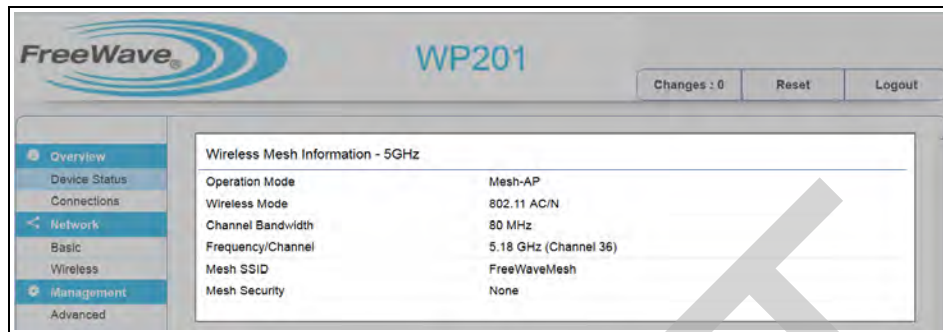 FreeWave®
WP201
Changes : 0 Reset Logout
Overview
Device Status
Connections
Network
Basic
Wireless
Management
Advanced
Wireless Mesh Information - 5GHz
Operation Mode Mesh-AP
Wireless Mode 802.11 AC/N
Channel Bandwidth 80 MHz
Frequency/Channel 5.18 GHz (Channel 36)
Mesh SSID FreeWaveMesh
Mesh Security None